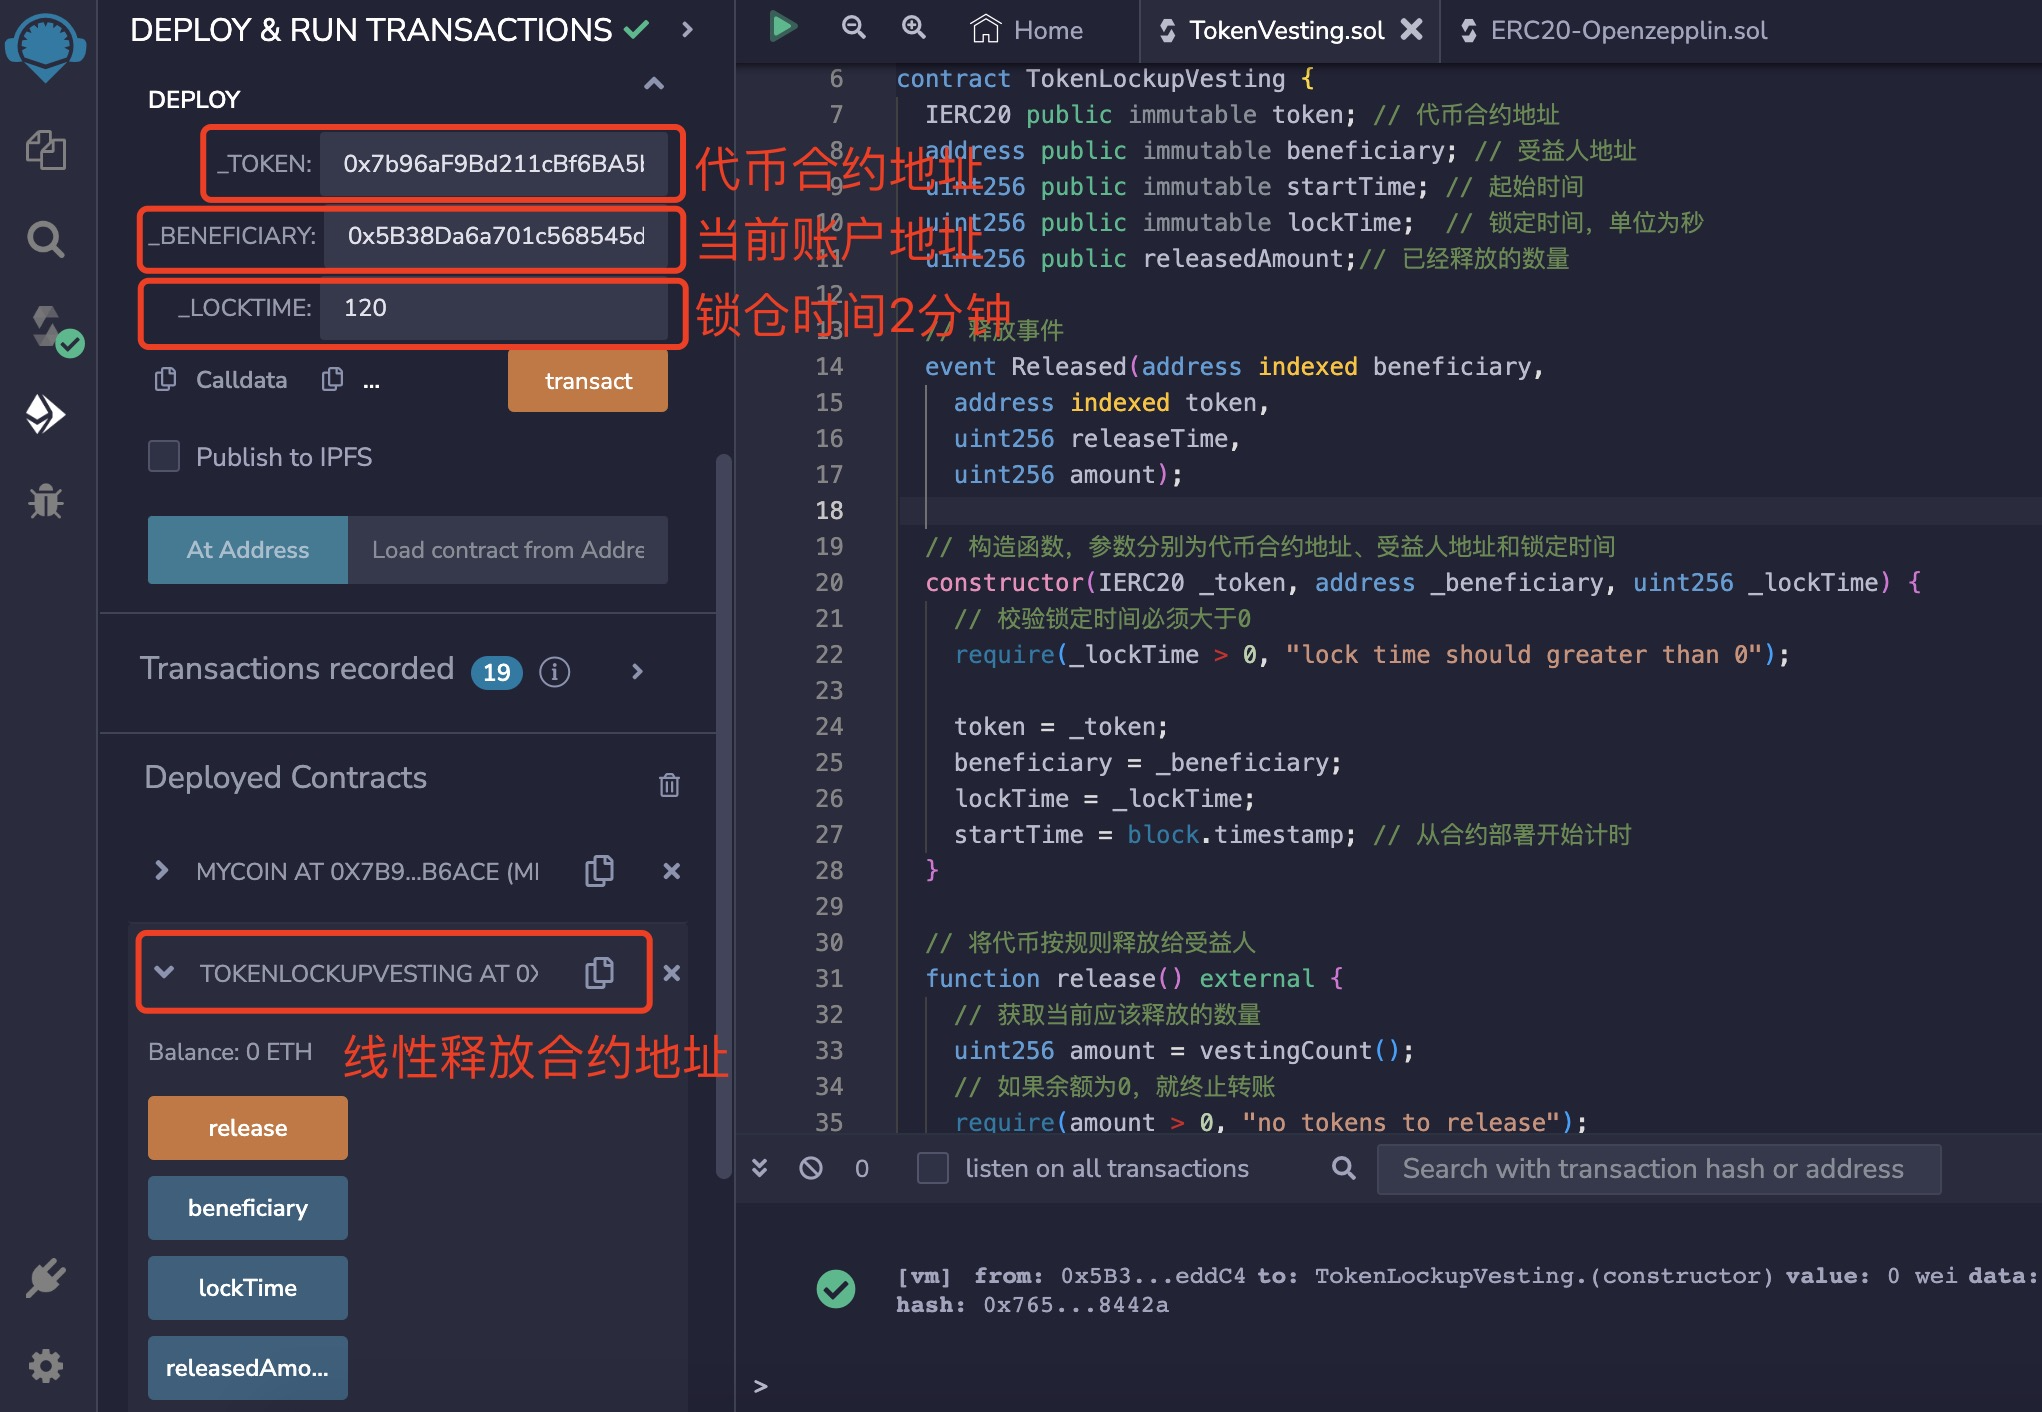 DEPLOY & RUN TRANSACTIONS
DEPLOY
_TOKEN: 0x7b96aF9Bd211cBf6BA5b
代币合约地址
_BENEFICIARY: 0x5B38Da6a701c568545d
当前账户地址
_LOCKTIME: 120
锁仓时间2分钟
Calldata ...
transact
Publish to IPFS
At Address Load contract from Addre
Transactions recorded 19 i
Deployed Contracts
MYCOIN AT 0X7B9...B6ACE (MI
TOKENLOCKUPVESTING AT 0X
Balance: 0 ETH
线性释放合约地址
release
beneficiary
lockTime
releasedAmo...
Home TokenVesting.sol ERC20-Openzepplin.sol
6 contract TokenLockupVesting {
7 IERC20 public immutable token; // 代币合约地址
8 address public immutable beneficiary; // 受益人地址
9 uint256 public immutable startTime; // 起始时间
10 uint256 public immutable lockTime; // 锁定时间，单位为秒
11 uint256 public releasedAmount;// 已经释放的数量
12
13 // 释放事件
14 event Released(address indexed beneficiary,
15 address indexed token,
16 uint256 releaseTime,
17 uint256 amount);
18
19 // 构造函数，参数分别为代币合约地址、受益人地址和锁定时间
20 constructor(IERC20 _token, address _beneficiary, uint256 _lockTime) {
21 // 校验锁定时间必须大于0
22 require(_lockTime > 0, "lock time should greater than 0");
23
24 token = _token;
25 beneficiary = _beneficiary;
26 lockTime = _lockTime;
27 startTime = block.timestamp; // 从合约部署开始计时
28 }
29
30 // 将代币按规则释放给受益人
31 function release() external {
32 // 获取当前应该释放的数量
33 uint256 amount = vestingCount();
34 // 如果余额为0，就终止转账
35 require(amount > 0, "no tokens to release");
0 listen on all transactions Search with transaction hash or address
[vm] from: 0x5B3...eddC4 to: TokenLockupVesting.(constructor) value: 0 wei data:
hash: 0x765...8442a
>